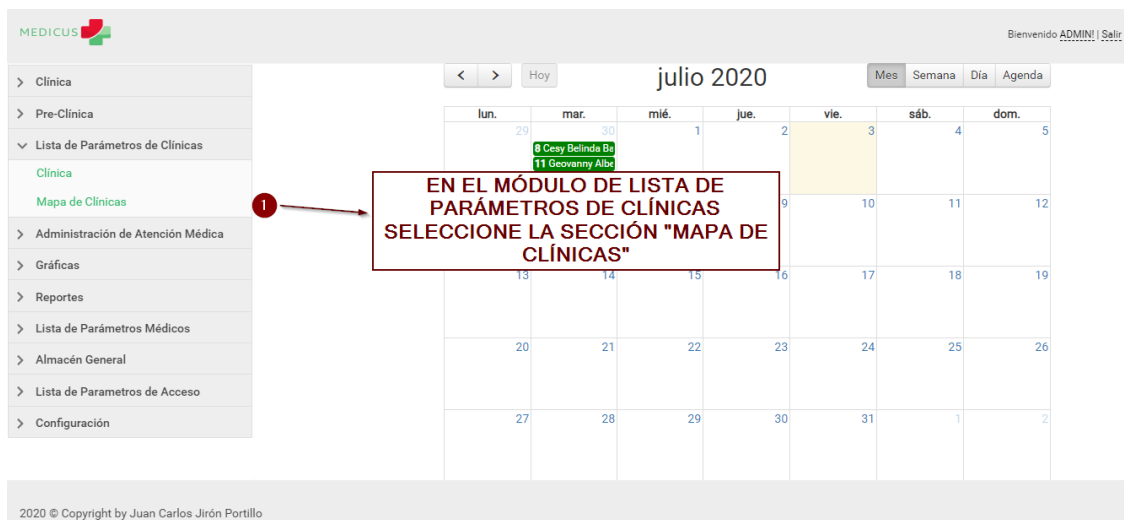 MEDICUS
Bienvenido ADMIN! | Salir
Clínica
Pre-Clínica
Lista de Parámetros de Clínicas
Clínica
Mapa de Clínicas
Administración de Atención Médica
Gráficas
Reportes
Lista de Parámetros Médicos
Almacén General
Lista de Parametros de Acceso
Configuración
Hoy
julio 2020
Mes Semana Día Agenda
lun. mar. mié. jue. vie. sáb. dom.
29 30 1 2 3 4 5
8 Cesy Belinda Ba
11 Geovanny Albe
1
EN EL MÓDULO DE LISTA DE
PARÁMETROS DE CLÍNICAS
SELECCIONE LA SECCIÓN "MAPA DE
CLÍNICAS"
9 10 11 12
13 14 15 16 17 18 19
20 21 22 23 24 25 26
27 28 29 30 31 1 2
2020 © Copyright by Juan Carlos Jirón Portillo